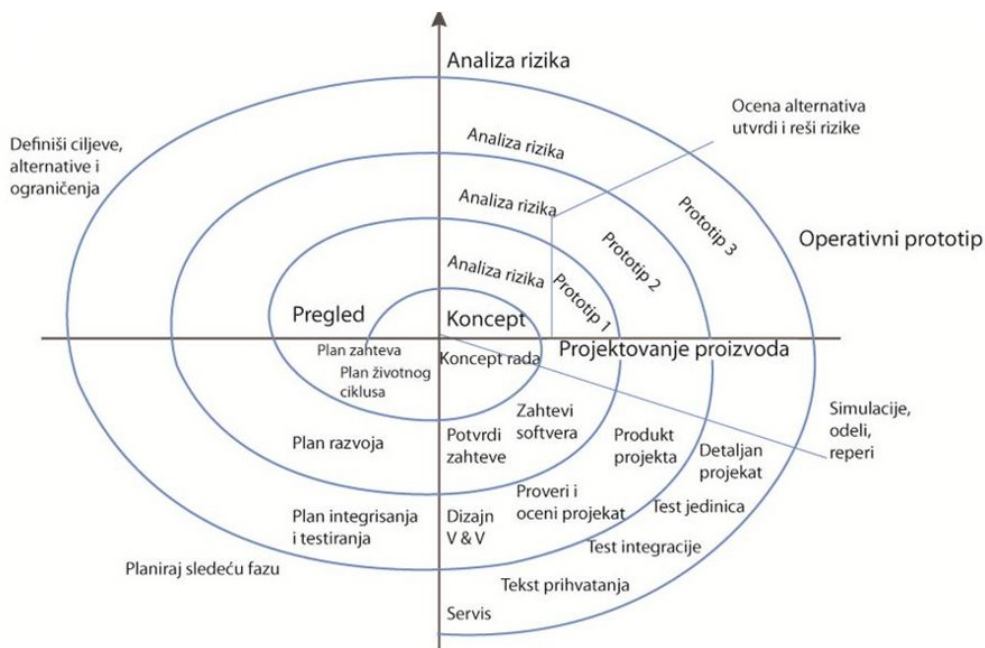 Analiza rizika
Ocena alternativa
utvrdi i reši rizike
Definiši ciljeve,
alternative i
ograničenja
Analiza rizika
Analiza rizika
Prototip 3
Operativni prototip
Prototip 2
Analiza rizika
Prototip 1
Pregled
Koncept
Plan zahteva
Koncept rada
Projektovanje proizvoda
Plan životnog
ciklusa
Simulacije,
odeli,
reperi
Zahtevi
softvera
Plan razvoja
Potvrdi
zahteve
Produkt
projekta
Detaljan
projekat
Proveri i
oceni projekat
Test jedinica
Plan integrisanja
i testiranja
Dizajn
V & V
Test integracije
Planiraj sledeću fazu
Tekst prihvatanja
Servis